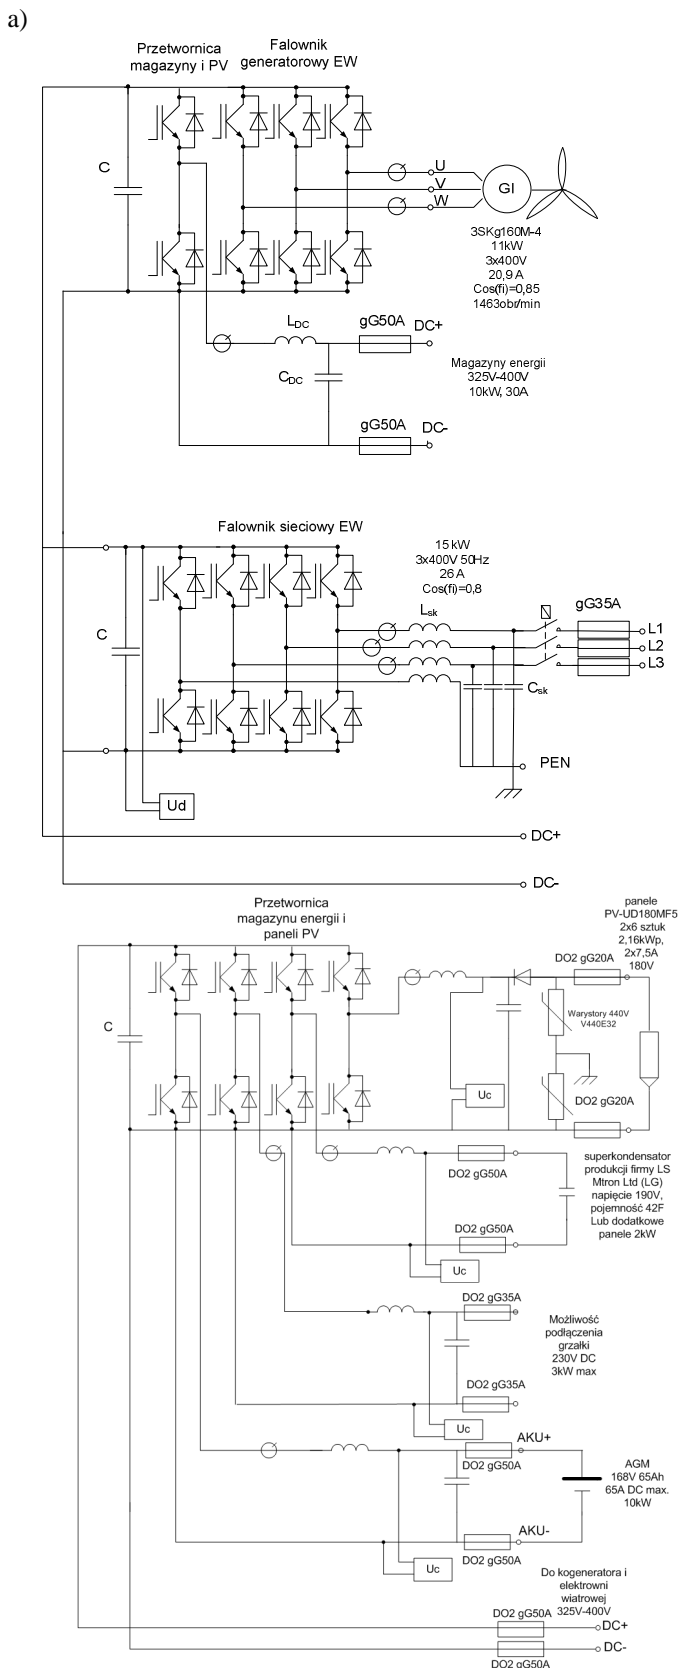 a)
Przetwornica
magazyny i PV
Falownik
generatorowy EW
C
U
V
W
GI
3SKg160M-4
11kW
3x400V
20,9 A
Cos(fi)=0,85
1463obr/min
LDC
gG50A
DC+
CDC
Magazyny energii
325V-400V
10kW, 30A
gG50A
DC-
Falownik sieciowy EW
15 kW
3x400V 50Hz
26 A
Cos(fi)=0,8
Lsk
gG35A
L1
L2
L3
C
Csk
PEN
Ud
DC+
DC-
Przetwornica
magazynu energii i
paneli PV
panele
PV-UD180MF5
2x6 sztuk
2,16kWp,
2x7,5A
180V
DO2 gG20A
C
Warystory 440V
V440E32
Uc
DO2 gG20A
DO2 gG50A
superkondensator
produkcji firmy LS
Mtron Ltd (LG)
napięcie 190V,
pojemność 42F
Lub dodatkowe
panele 2kW
DO2 gG50A
Uc
DO2 gG35A
Możliwość
podłączenia
grzałki
230V DC
3kW max
DO2 gG35A
Uc
AKU+
DO2 gG50A
AGM
168V 65Ah
65A DC max.
10kW
AKU-
DO2 gG50A
Uc
Do kogeneratora i
elektrowni
wiatrowej
325V-400V
DO2 gG50A
DC+
DC-
DO2 gG50A